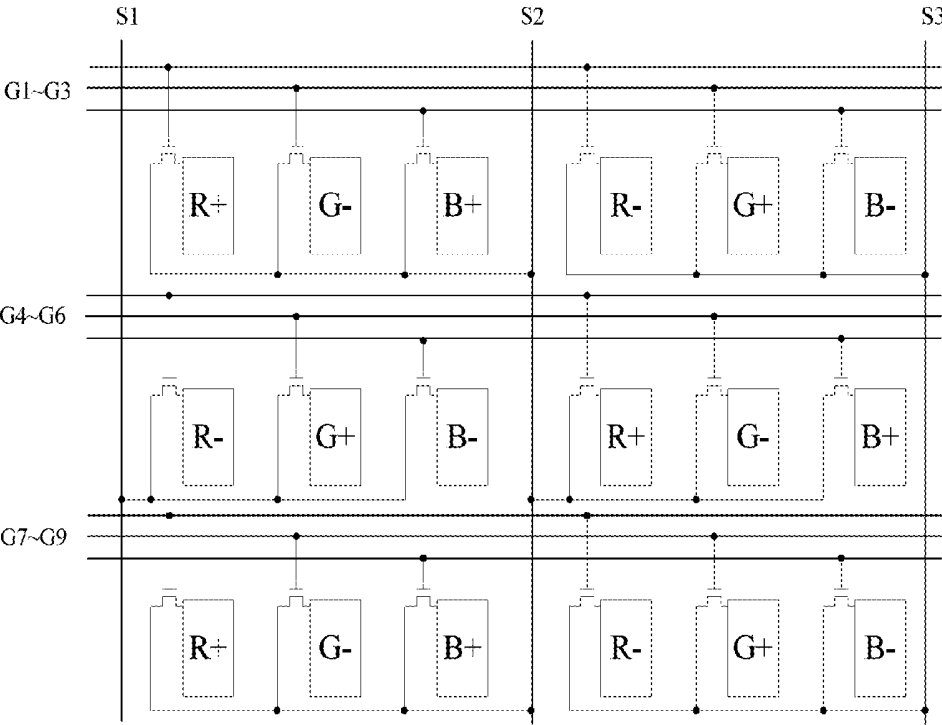 S1 S2 S3
G1~G3
R+ G- B+ R- G+ B-
G4~G6
R- G+ B- R+ G- B+
G7~G9
R+ G- B+ R- G+ B-